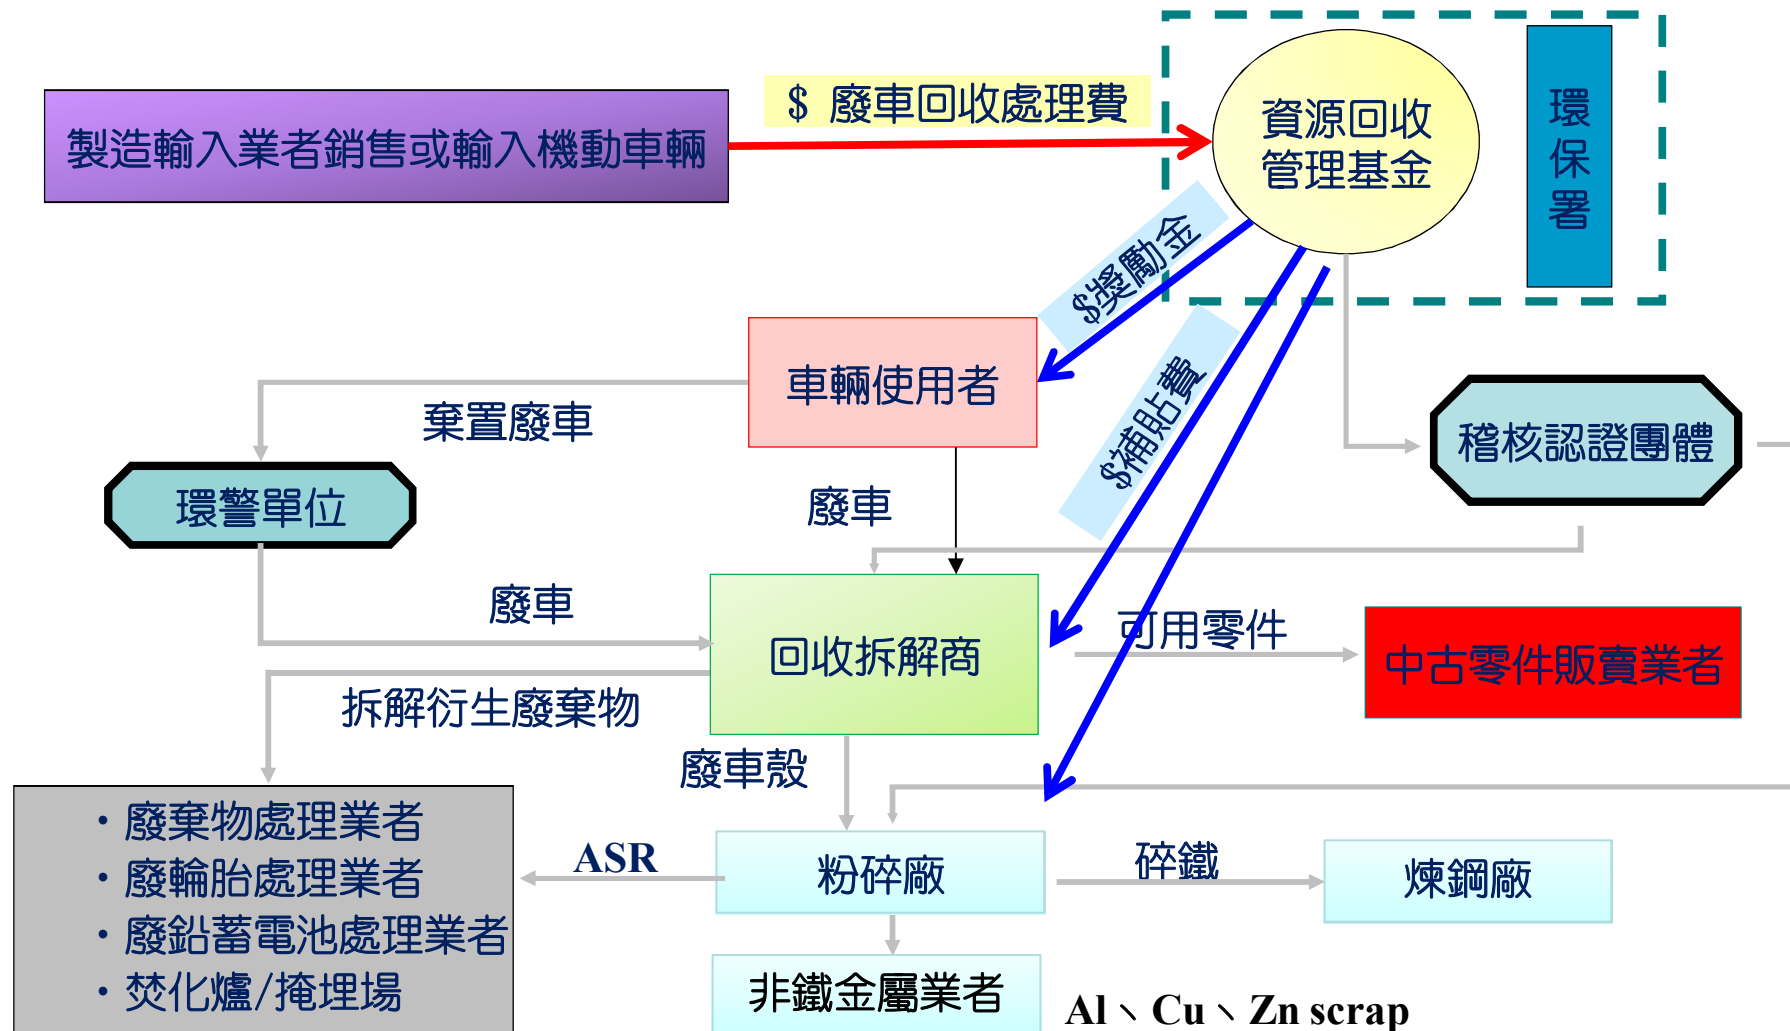 $ 廢車回收處理費
製造輸入業者銷售或輸入機動車輛
資源回收
管理基金
環保署
$獎勵金
車輛使用者
$補貼費
棄置廢車
稽核認證團體
環警單位
廢車
廢車
回收拆解商
可用零件
中古零件販賣業者
拆解衍生廢棄物
廢車殼
・廢棄物處理業者
・廢輪胎處理業者
・廢鉛蓄電池處理業者
・焚化爐/掩埋場
ASR
粉碎廠
碎鐵
煉鋼廠
非鐵金屬業者
Al、Cu、Zn scrap